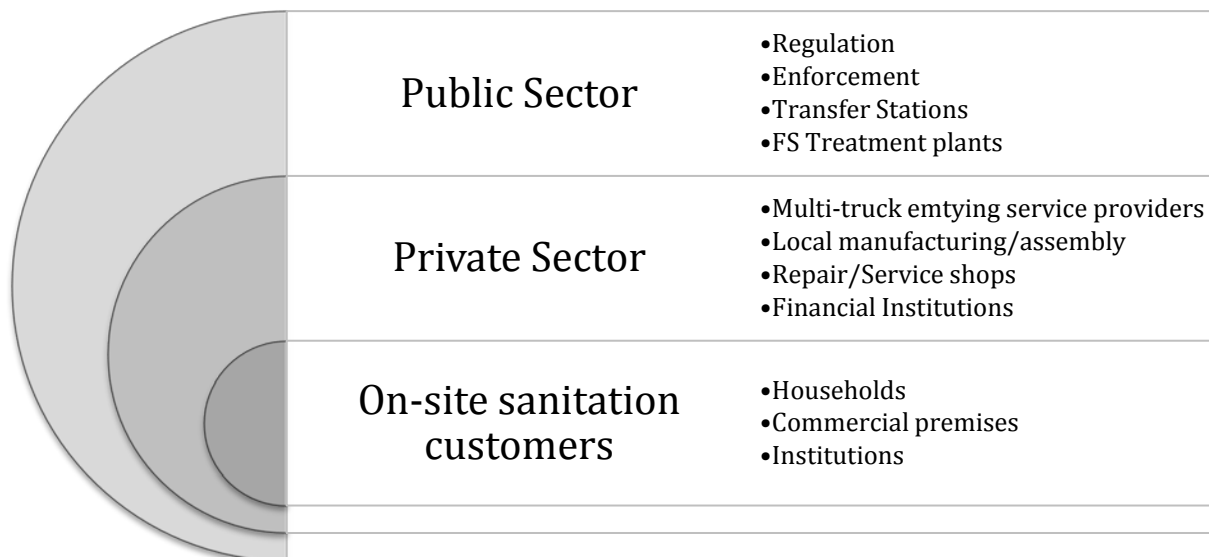 Public Sector
•Regulation
•Enforcement
•Transfer Stations
•FS Treatment plants
Private Sector
•Multi-truck emtying service providers
•Local manufacturing/assembly
•Repair/Service shops
•Financial Institutions
On-site sanitation
customers
•Households
•Commercial premises
•Institutions